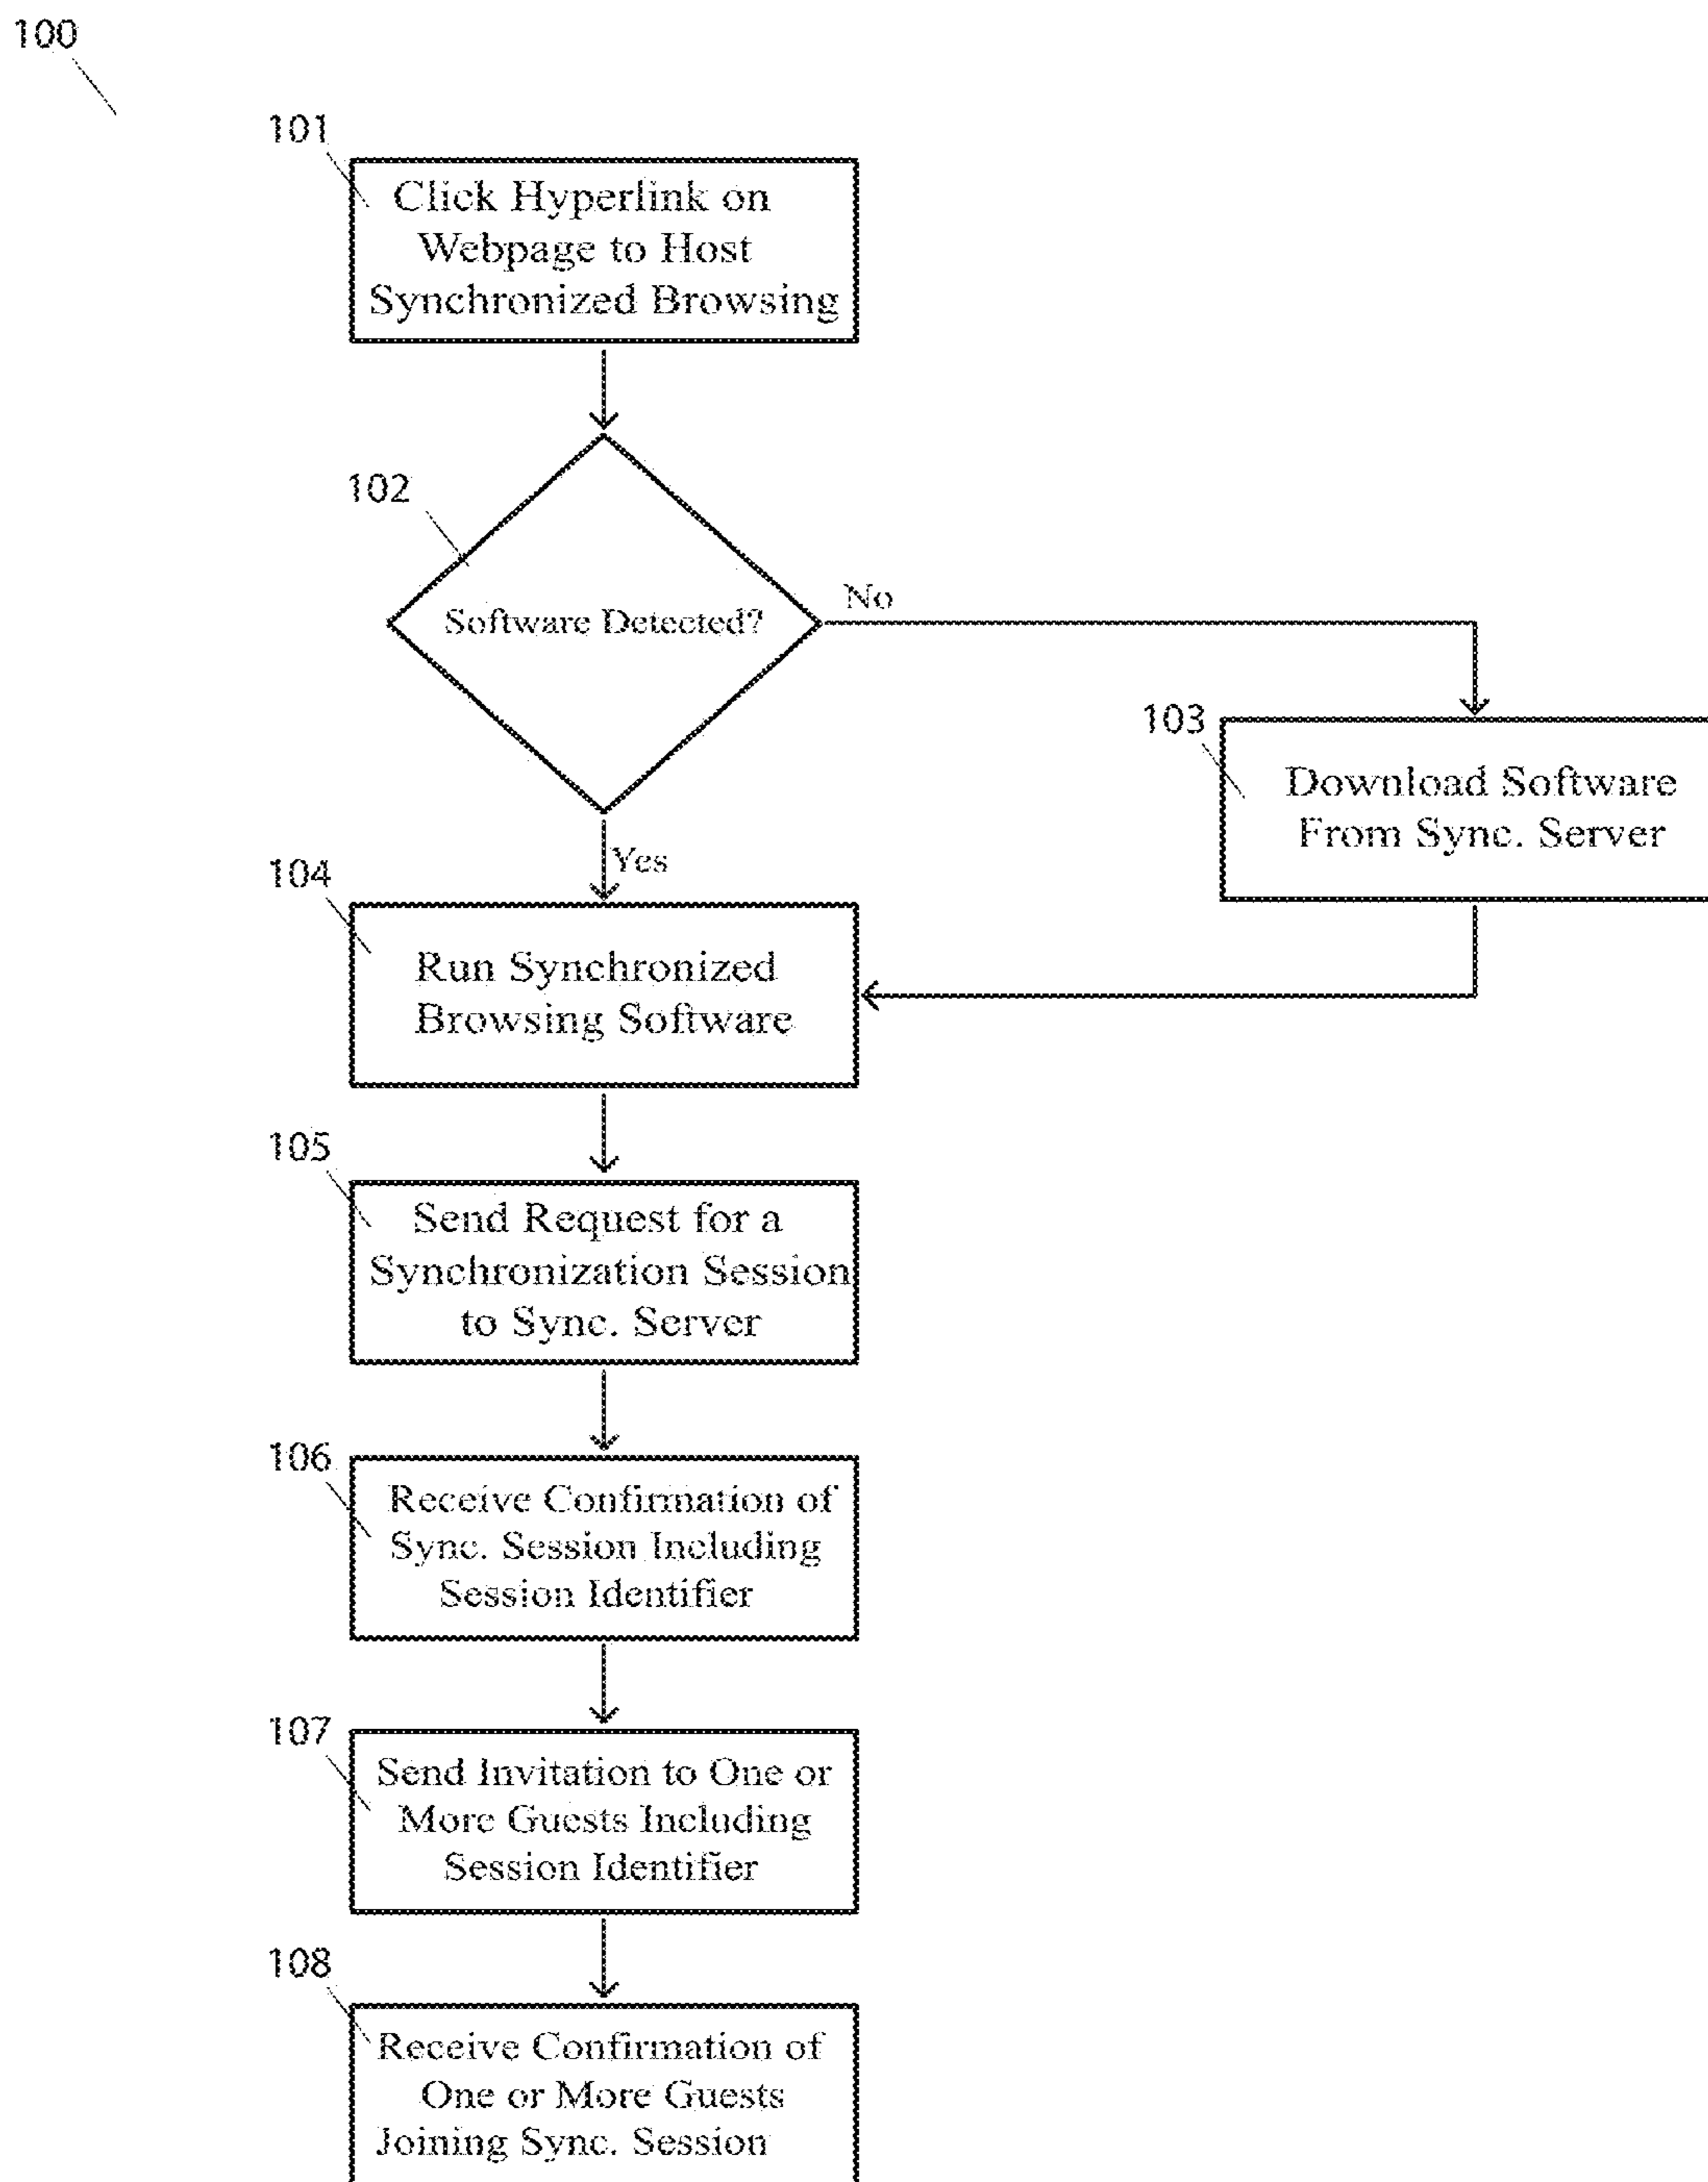 100
101
Click Hyperlink on
Webpage to Host
Synchronized Browsing
102
Software Detected?
No
103
Download Software
From Sync. Server
Yes
104
Run Synchronized
Browsing Software
105
Send Request for a
Synchronization Session
to Sync. Server
106
Receive Confirmation of
Sync. Session Including
Session Identifier
107
Send Invitation to One or
More Guests Including
Session Identifier
108
Receive Confirmation of
One or More Guests
Joining Sync. Session